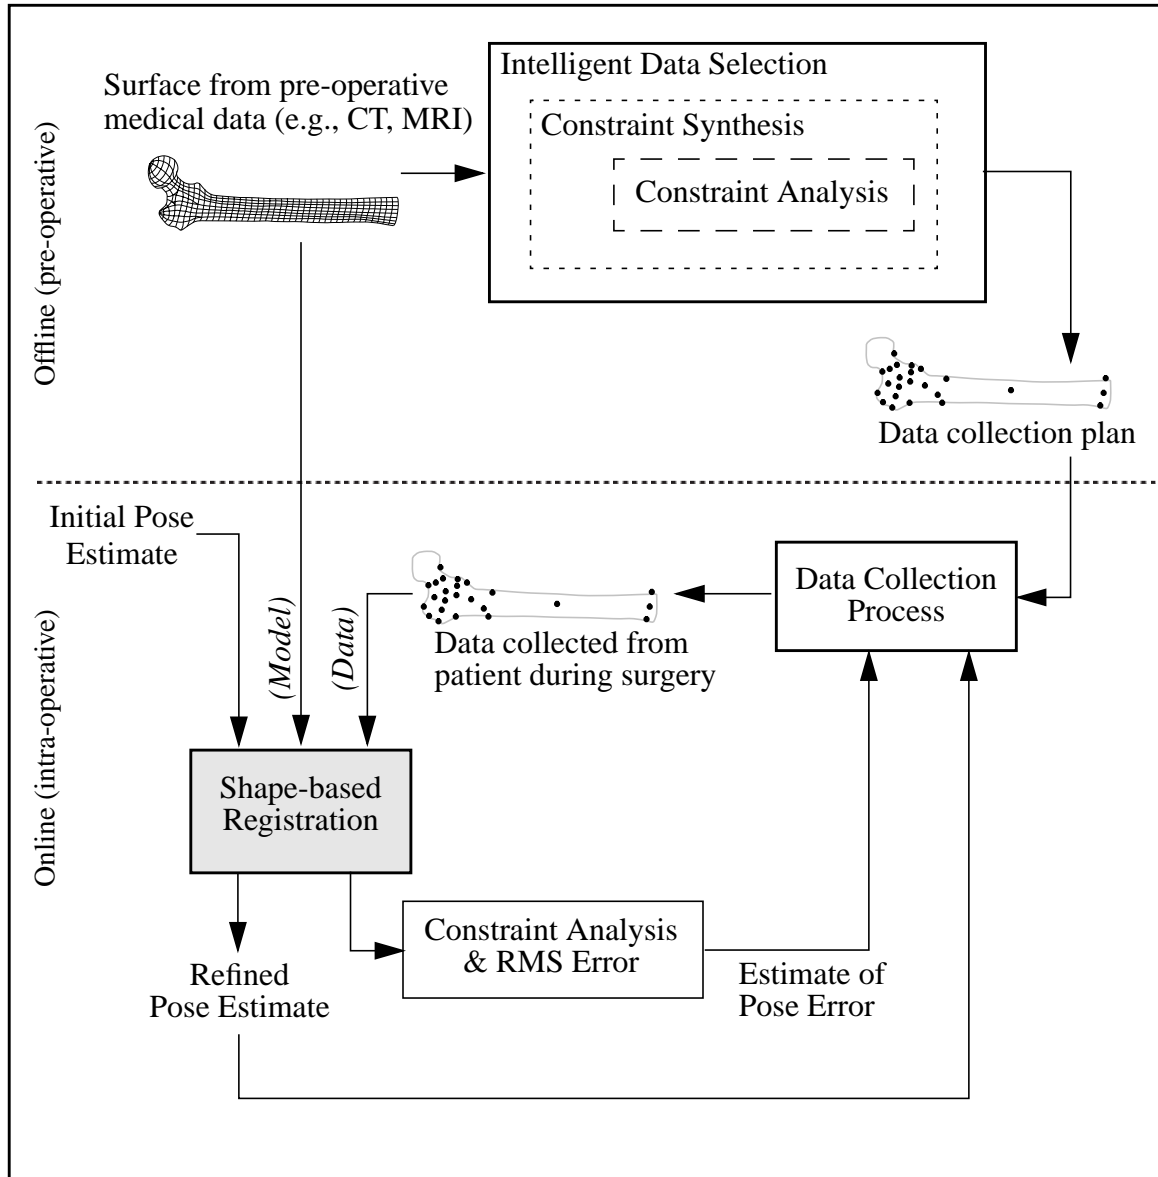 Intelligent Data Selection
Surface from pre-operative
medical data (e.g., CT, MRI)
Constraint Synthesis
Constraint Analysis
Offline (pre-operative)
Data collection plan
Initial Pose
Estimate
Data Collection
Process
(Model)
(Data)
Data collected from
patient during surgery
Online (intra-operative)
Shape-based
Registration
Constraint Analysis
& RMS Error
Refined
Pose Estimate
Estimate of
Pose Error